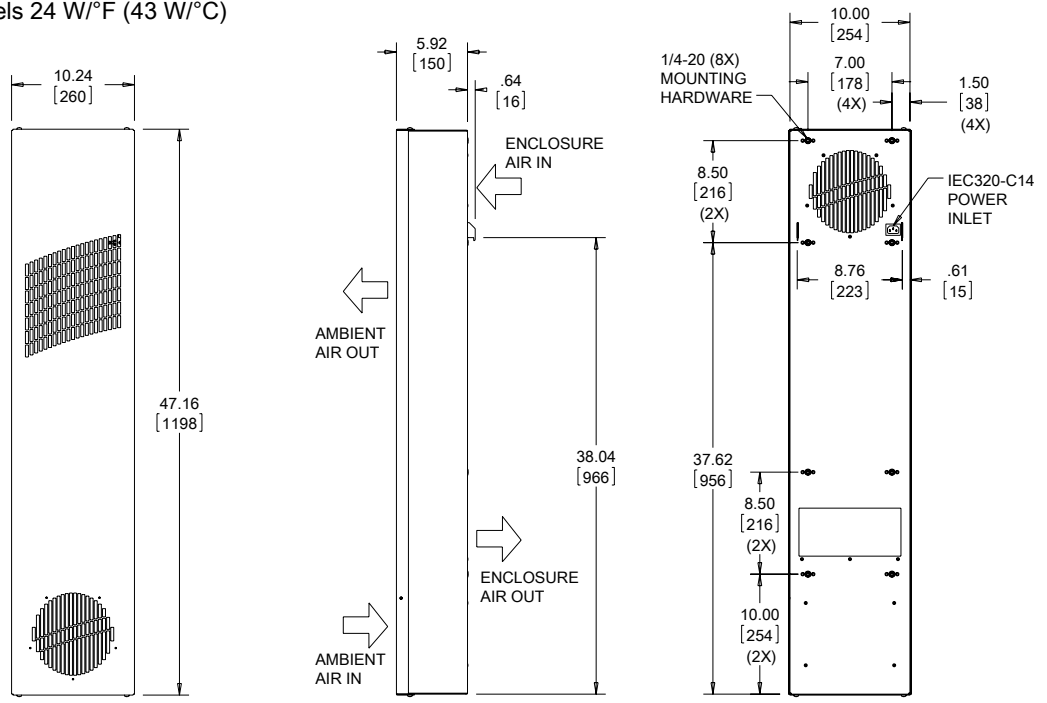 els 24 W/°F (43 W/°C)
10.24
[260]
47.16
[1198]
5.92
[150]
.64
[16]
ENCLOSURE
AIR IN
AMBIENT
AIR OUT
38.04
[966]
ENCLOSURE
AIR OUT
AMBIENT
AIR IN
10.00
[254]
1/4-20 (8X)
MOUNTING
HARDWARE
7.00
[178]
(4X)
1.50
[38]
(4X)
8.50
[216]
(2X)
IEC320-C14
POWER
INLET
8.76
[223]
.61
[15]
37.62
[956]
8.50
[216]
(2X)
10.00
[254]
(2X)